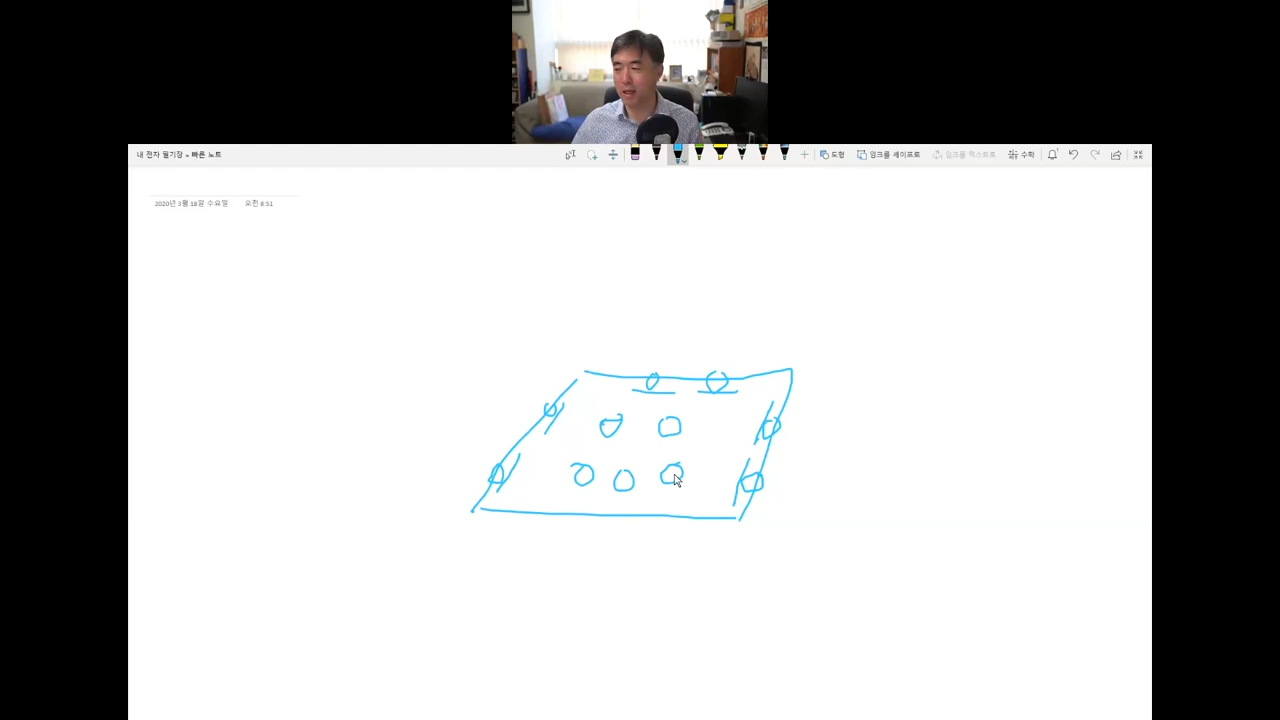 내 전자 필기장 » 빠른 노트
도형 잉크를 셰이프로 잉크를 텍스트로 수학
2020년 3월 18일 수요일 오전 8:51